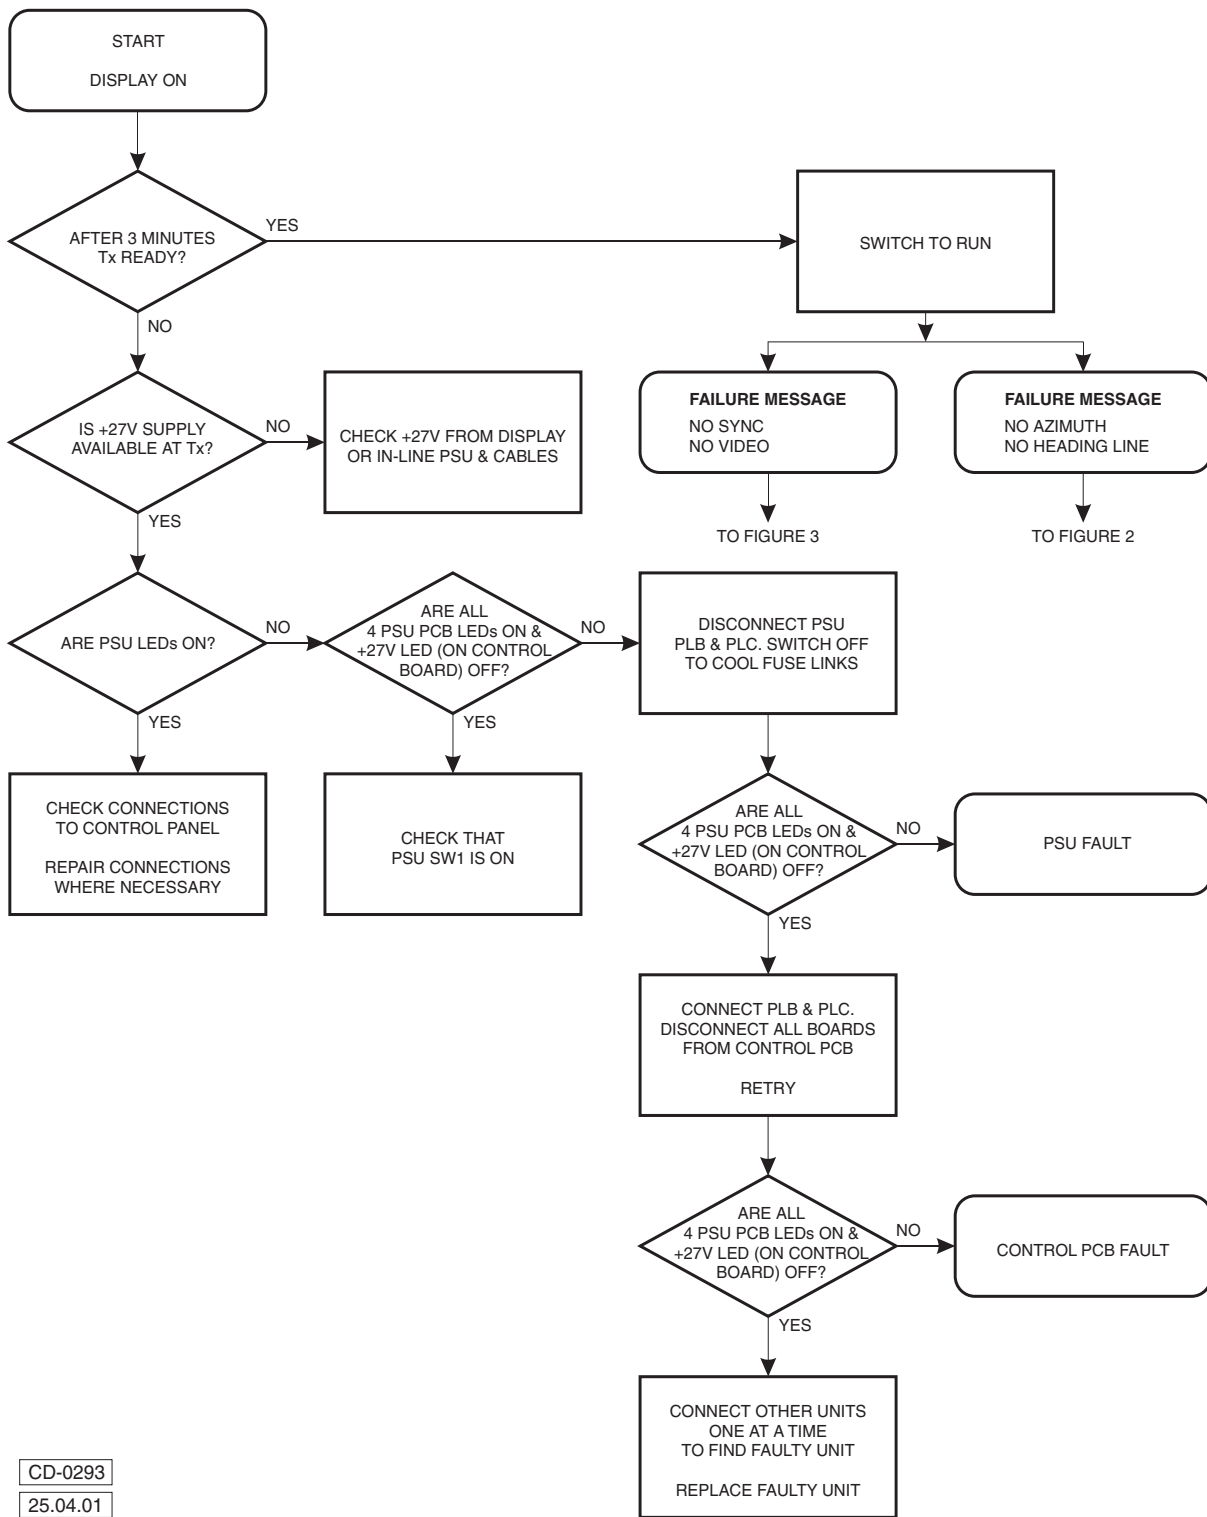 START
DISPLAY ON
AFTER 3 MINUTES
Tx READY?
YES
SWITCH TO RUN
NO
IS +27V SUPPLY
AVAILABLE AT Tx?
NO
CHECK +27V FROM DISPLAY
OR IN-LINE PSU & CABLES
FAILURE MESSAGE
NO SYNC
NO VIDEO
FAILURE MESSAGE
NO AZIMUTH
NO HEADING LINE
YES
TO FIGURE 3
TO FIGURE 2
ARE PSU LEDs ON?
NO
ARE ALL
4 PSU PCB LEDs ON &
+27V LED (ON CONTROL
BOARD) OFF?
NO
DISCONNECT PSU
PLB & PLC. SWITCH OFF
TO COOL FUSE LINKS
YES
YES
CHECK CONNECTIONS
TO CONTROL PANEL
REPAIR CONNECTIONS
WHERE NECESSARY
CHECK THAT
PSU SW1 IS ON
ARE ALL
4 PSU PCB LEDs ON &
+27V LED (ON CONTROL
BOARD) OFF?
NO
PSU FAULT
YES
CONNECT PLB & PLC.
DISCONNECT ALL BOARDS
FROM CONTROL PCB
RETRY
ARE ALL
4 PSU PCB LEDs ON &
+27V LED (ON CONTROL
BOARD) OFF?
NO
CONTROL PCB FAULT
YES
CONNECT OTHER UNITS
ONE AT A TIME
TO FIND FAULTY UNIT
REPLACE FAULTY UNIT
CD-0293
25.04.01